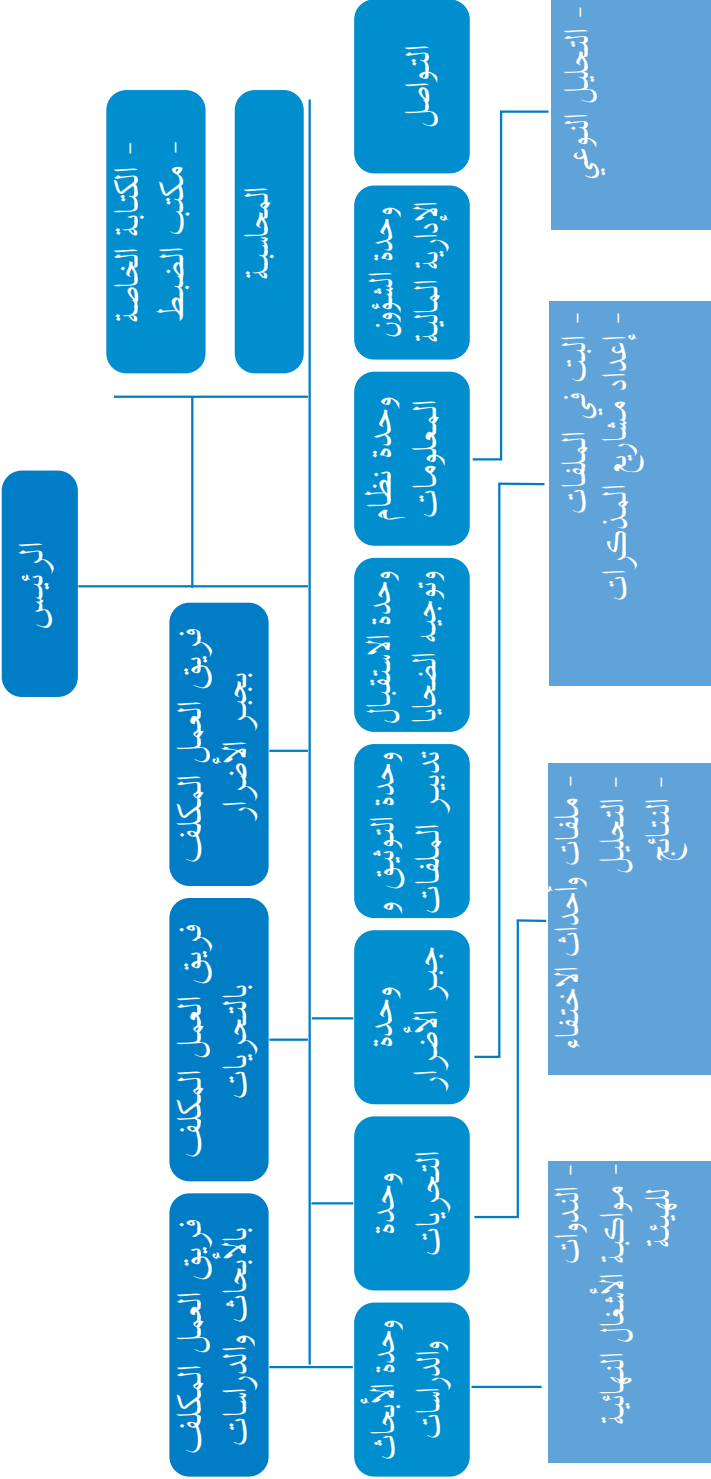 الرئيس
- الكتابة الخاصة
- مكتب الضبط
المحاسبة
فريق العمل المكلف
بجبر الأضرار
فريق العمل المكلف
بالتحريات
فريق العمل المكلف
بالأبحاث والدراسات
التواصل
وحدة الشؤون
الإدارية المالية
وحدة نظام
المعلومات
وحدة الاستقبال
وتوجيه الضحايا
وحدة التوثيق و
تدبير الملفات
وحدة
جبر الأضرار
وحدة
التحريات
وحدة الأبحاث
والدراسات
- التحليل النوعي
- البت في الملفات
- إعداد مشاريع المذكرات
- ملفات وأحداث الاختفاء
- التحليل
- النتائج
- الندوات
- مواكبة الأشغال النهائية
للهيئة